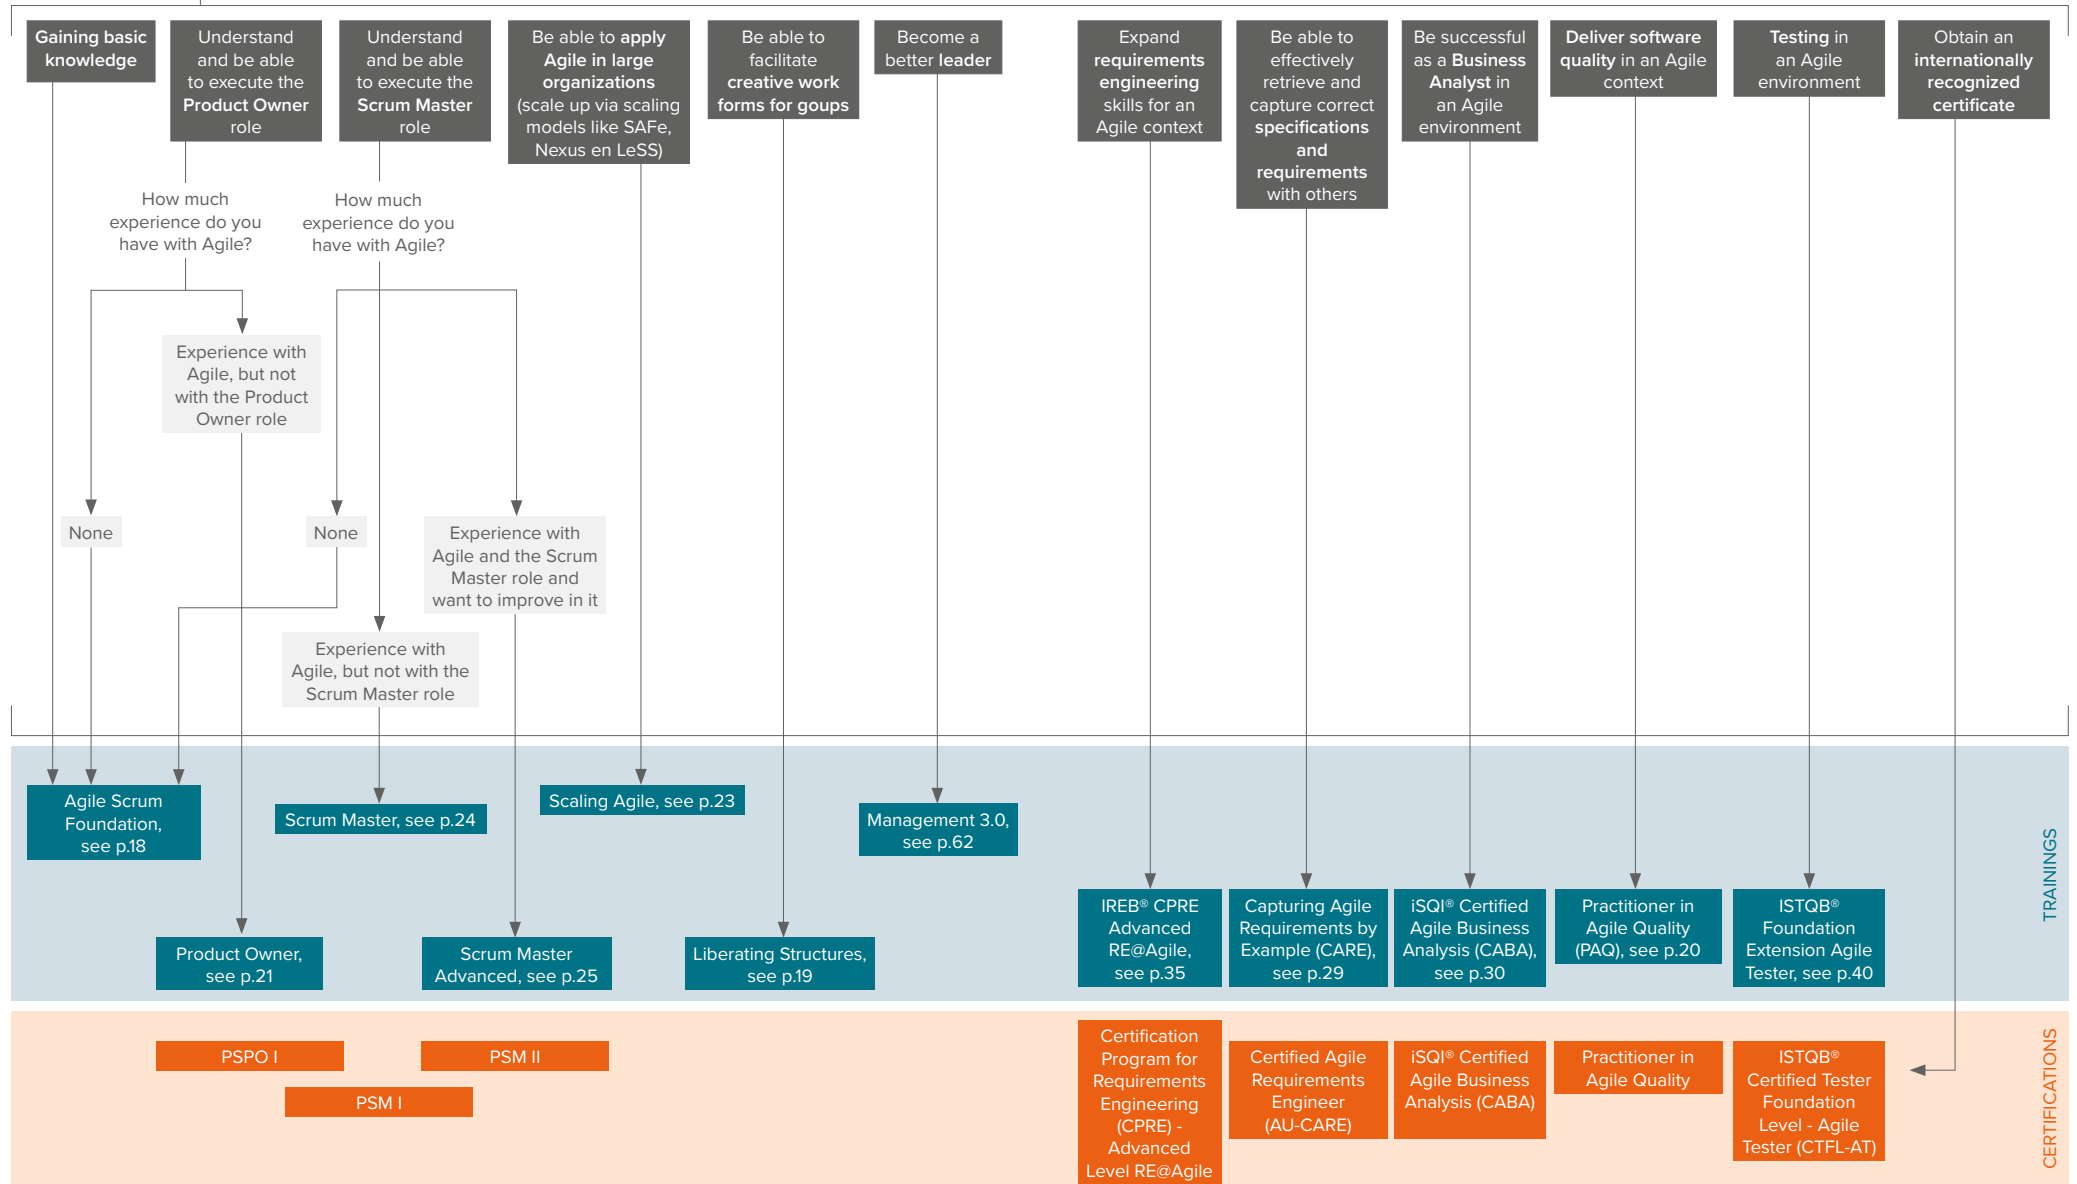 Gaining basic
knowledge
Understand
and be able
to execute the
Product Owner
role
Understand
and be able
to execute the
Scrum Master
role
Be able to apply
Agile in large
organizations
(scale up via scaling
models like SAFe,
Nexus en LeSS)
Be able to
facilitate
creative work
forms for goups
Become a
better leader
Expand
requirements
engineering
skills for an
Agile context
Be able to
effectively
retrieve and
capture correct
specifications
and
requirements
with others
Be successful
as a Business
Analyst in
an Agile
environment
Deliver software
quality in an Agile
context
Testing in
an Agile
environment
Obtain an
internationally
recognized
certificate
How much
experience do you
have with Agile?
How much
experience do you
have with Agile?
Experience with
Agile, but not
with the Product
Owner role
None
None
Experience with
Agile and the Scrum
Master role and
want to improve in it
Experience with
Agile, but not with the
Scrum Master role
Agile Scrum
Foundation,
see p.18
Scrum Master, see p.24
Scaling Agile, see p.23
Management 3.0,
see p.62
Product Owner,
see p.21
Scrum Master
Advanced, see p.25
Liberating Structures,
see p.19
IREB® CPRE
Advanced
RE@Agile,
see p.35
Capturing Agile
Requirements by
Example (CARE),
see p.29
iSQI® Certified
Agile Business
Analysis (CABA),
see p.30
Practitioner in
Agile Quality
(PAQ), see p.20
ISTQB®
Foundation
Extension Agile
Tester, see p.40
TRAININGS
PSPO I
PSM II
PSM I
Certification
Program for
Requirements
Engineering
(CPRE) -
Advanced
Level RE@Agile
Certified Agile
Requirements
Engineer
(AU-CARE)
iSQI® Certified
Agile Business
Analysis (CABA)
Practitioner in
Agile Quality
ISTQB®
Certified Tester
Foundation
Level - Agile
Tester (CTFL-AT)
CERTIFICATIONS